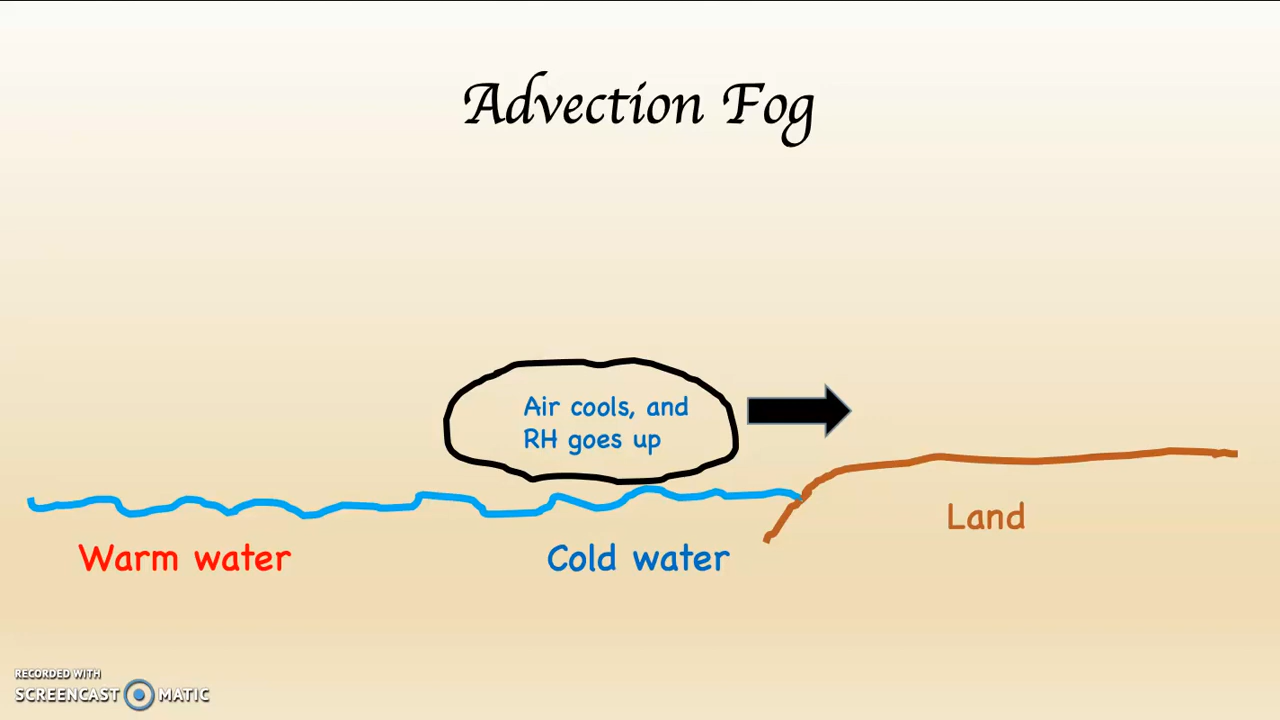 Advection Fog
Air cools, and
RH goes up
Land
Warm water
Cold water
RECORDED WITH
SCREENCAST MATIC